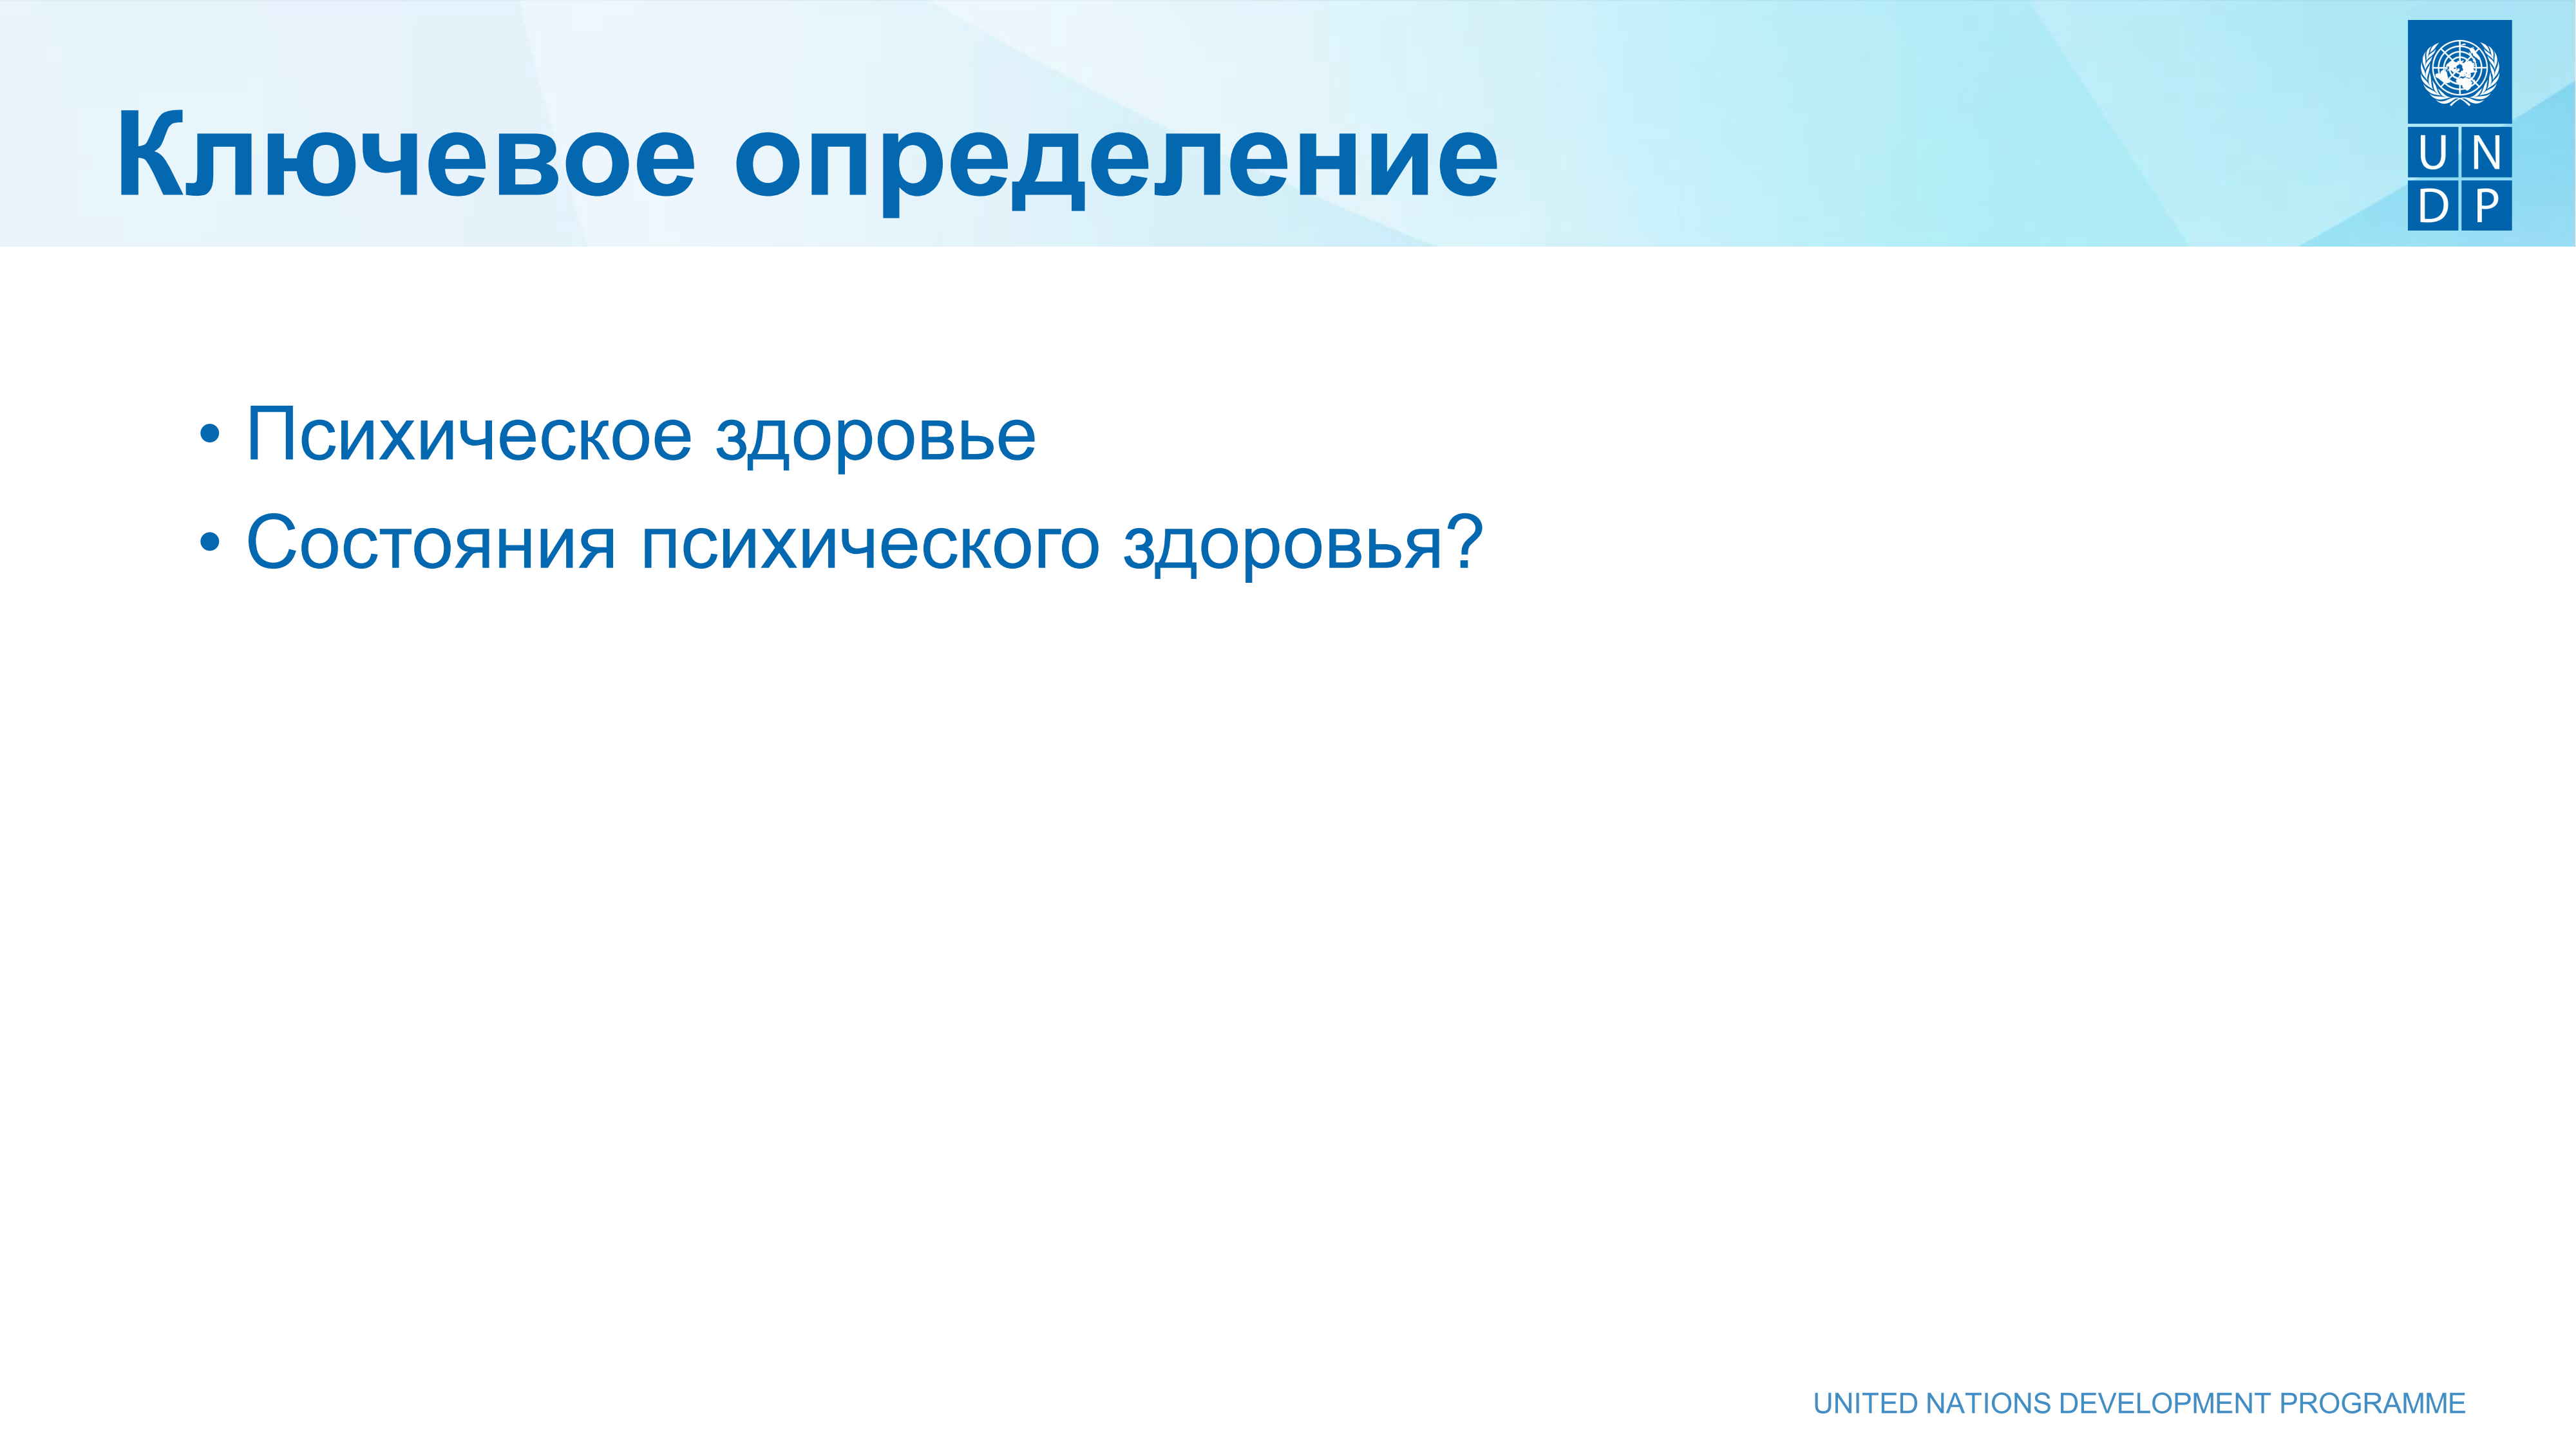 Ключевое определение
U N
D P
• Психическое здоровье
• Состояния психического здоровья?
UNITED NATIONS DEVELOPMENT PROGRAMME